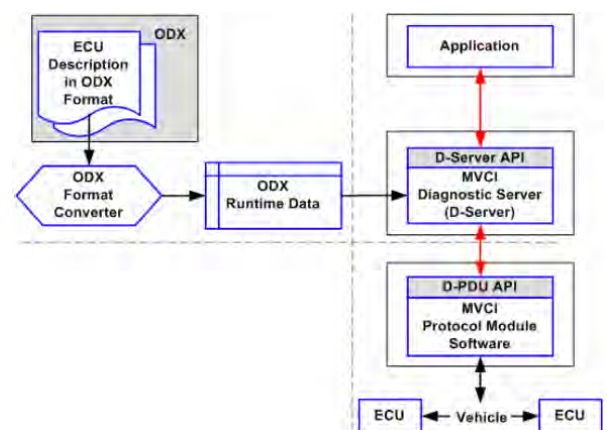 ODX
ECU
Description
in ODX
Format
ODX
Format
Converter
ODX
Runtime Data
Application
D-Server API
MVCI
Diagnostic Server
(D-Server)
D-PDU API
MVCI
Protocol Module
Software
ECU
Vehicle
ECU